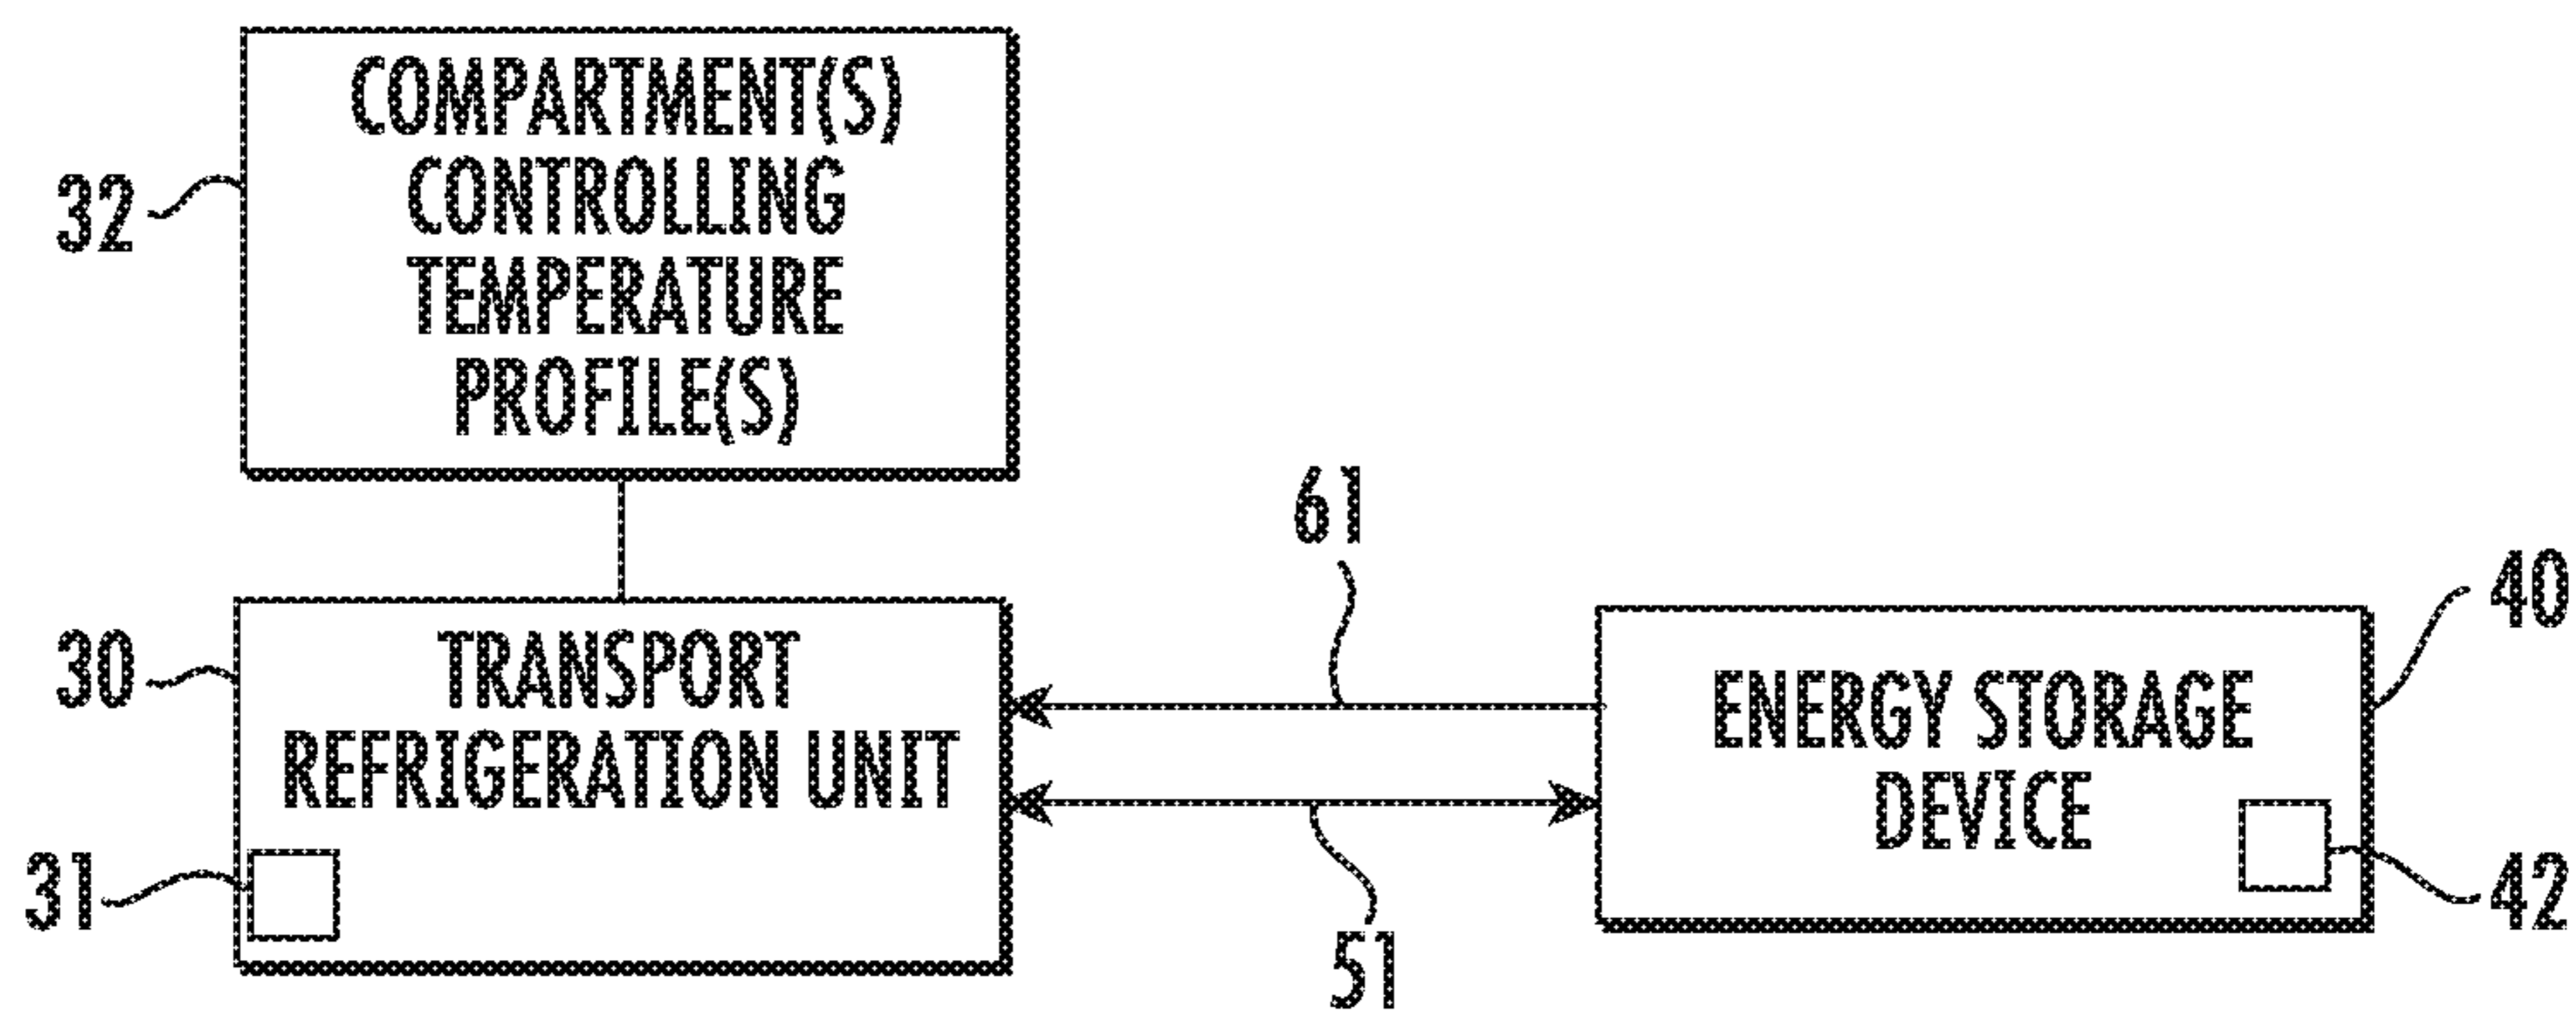 COMPARTMENT(S)
CONTROLLING
TEMPERATURE
PROFILE(S)
32
61
40
30
TRANSPORT
REFRIGERATION UNIT
ENERGY STORAGE
DEVICE
31
42
51